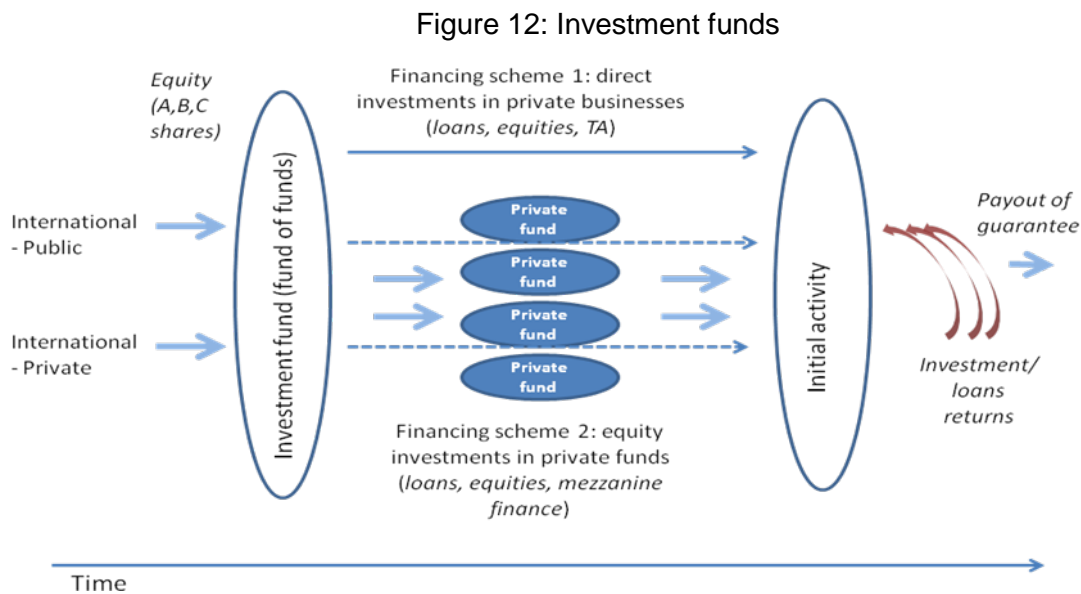 Figure 12: Investment funds
Equity
(A,B,C
shares)
Financing scheme 1: direct
investments in private businesses
(loans, equities, TA)
International
- Public
International
- Private
Investment fund (fund of funds)
Private
fund
Private
fund
Private
fund
Private
fund
Financing scheme 2: equity
investments in private funds
(loans, equities, mezzanine
finance)
Initial activity
Payout of
guarantee
Investment/
loans
returns
Time